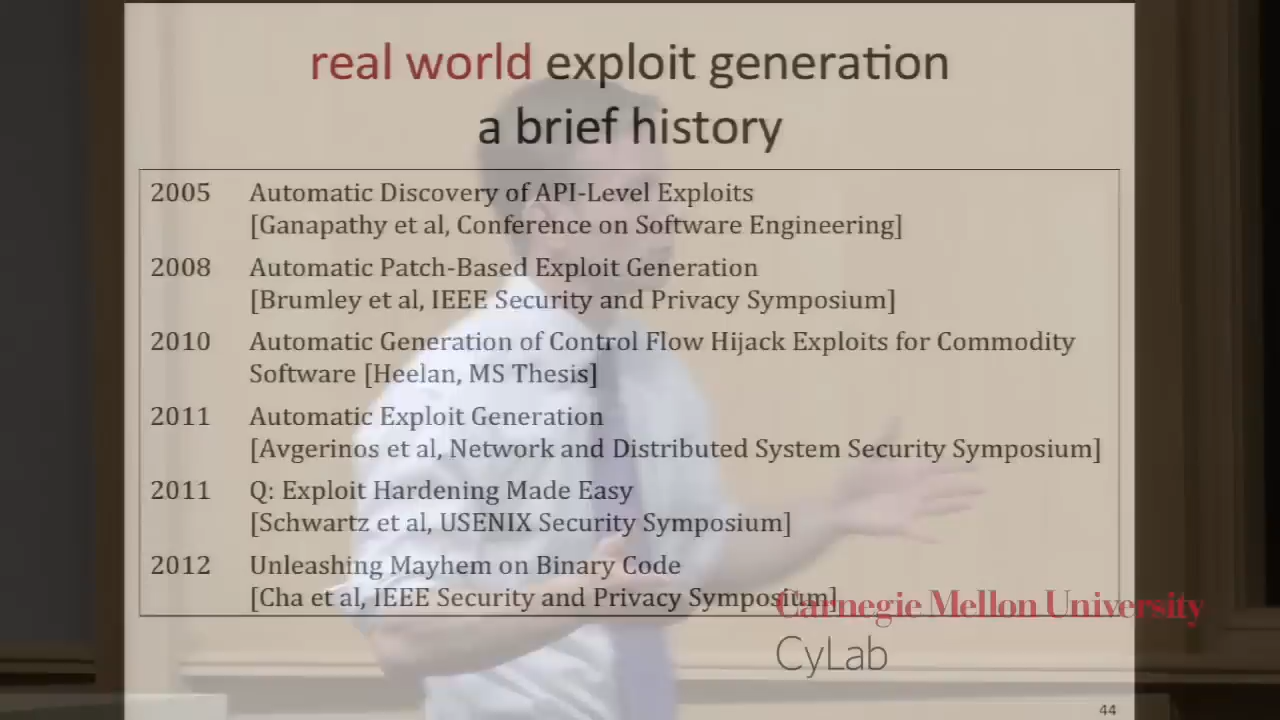 real world exploit generation
a brief history
2005 Automatic Discovery of API-Level Exploits
[Ganapathy et al, Conference on Software Engineering]
2008 Automatic Patch-Based Exploit Generation
[Brumley et al, IEEE Security and Privacy Symposium]
2010 Automatic Generation of Control Flow Hijack Exploits for Commodity
Software [Heelan, MS Thesis]
2011 Automatic Exploit Generation
[Avgerinos et al, Network and Distributed System Security Symposium]
2011 Q: Exploit Hardening Made Easy
[Schwartz et al, USENIX Security Symposium]
2012 Unleashing Mayhem on Binary Code
[Cha et al, IEEE Security and Privacy Symposium]
Carnegie Mellon University
CyLab
44